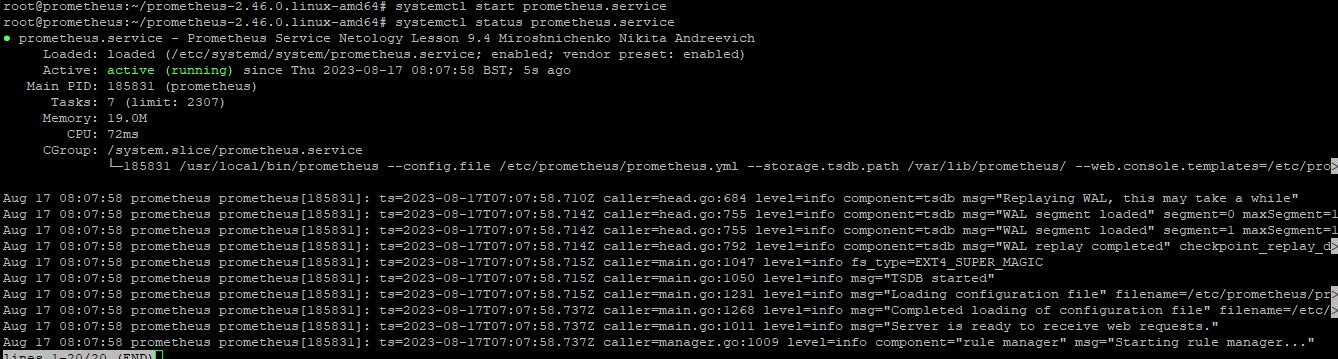 root@prometheus:~/prometheus-2.46.0.linux-amd64# systemctl start prometheus.service
root@prometheus:~/prometheus-2.46.0.linux-amd64# systemctl status prometheus.service
● prometheus.service - Prometheus Service Netology Lesson 9.4 Miroshnichenko Nikita Andreevich
Loaded: loaded (/etc/systemd/system/prometheus.service; enabled; vendor preset: enabled)
Active: active (running) since Thu 2023-08-17 08:07:58 BST; 5s ago
Main PID: 185831 (prometheus)
Tasks: 7 (limit: 2307)
Memory: 19.0M
CPU: 72ms
CGroup: /system.slice/prometheus.service
└─185831 /usr/local/bin/prometheus --config.file /etc/prometheus/prometheus.yml --storage.tsdb.path /var/lib/prometheus/ --web.console.templates=/etc/pro>
Aug 17 08:07:58 prometheus prometheus[185831]: ts=2023-08-17T07:07:58.710Z caller=head.go:684 level=info component=tsdb msg="Replaying WAL, this may take a while"
Aug 17 08:07:58 prometheus prometheus[185831]: ts=2023-08-17T07:07:58.714Z caller=head.go:755 level=info component=tsdb msg="WAL segment loaded" segment=0 maxSegment=1
Aug 17 08:07:58 prometheus prometheus[185831]: ts=2023-08-17T07:07:58.714Z caller=head.go:755 level=info component=tsdb msg="WAL segment loaded" segment=1 maxSegment=1
Aug 17 08:07:58 prometheus prometheus[185831]: ts=2023-08-17T07:07:58.714Z caller=head.go:792 level=info component=tsdb msg="WAL replay completed" checkpoint_replay_d>
Aug 17 08:07:58 prometheus prometheus[185831]: ts=2023-08-17T07:07:58.715Z caller=main.go:1047 level=info fs_type=EXT4_SUPER_MAGIC
Aug 17 08:07:58 prometheus prometheus[185831]: ts=2023-08-17T07:07:58.715Z caller=main.go:1050 level=info msg="TSDB started"
Aug 17 08:07:58 prometheus prometheus[185831]: ts=2023-08-17T07:07:58.715Z caller=main.go:1231 level=info msg="Loading configuration file" filename=/etc/prometheus/pr>
Aug 17 08:07:58 prometheus prometheus[185831]: ts=2023-08-17T07:07:58.737Z caller=main.go:1268 level=info msg="Completed loading of configuration file" filename=/etc/>
Aug 17 08:07:58 prometheus prometheus[185831]: ts=2023-08-17T07:07:58.737Z caller=main.go:1011 level=info msg="Server is ready to receive web requests."
Aug 17 08:07:58 prometheus prometheus[185831]: ts=2023-08-17T07:07:58.737Z caller=manager.go:1009 level=info component="rule manager" msg="Starting rule manager..."
lines 1-20/20 (END)